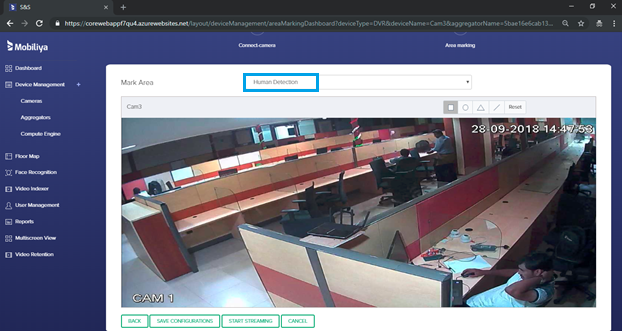 S&S
https://corewebappf7qu4.azurewebsites.net/layout/deviceManagement/areaMarkingDashboard?deviceType=DVR&deviceName=Cam3&aggregatorName=5bae16e6cab13...
Mobiliya
Connect-camera
Area marking
Dashboard
Device Management +
Cameras
Aggregators
Compute Engine
Floor Map
Face Recognition
Video Indexer
User Management
Reports
Multiscreen View
Video Retention
Mark Area
Human Detection
Cam3
Reset
28-09-2018 14:47:53
CAM 1
BACK
SAVE CONFIGURATIONS
START STREAMING
CANCEL